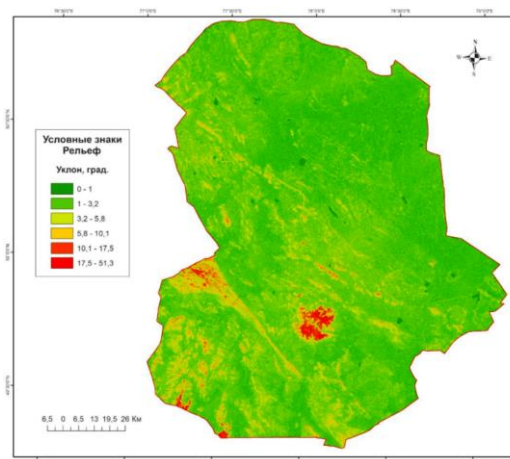 N
W E
S
Условные знаки
Рельеф
Уклон, град.
0 - 1
1 - 3,2
3,2 - 5,8
5,8 - 10,1
10,1 - 17,5
17,5 - 51,3
6,5 0 6,5 13 19,5 26 Км